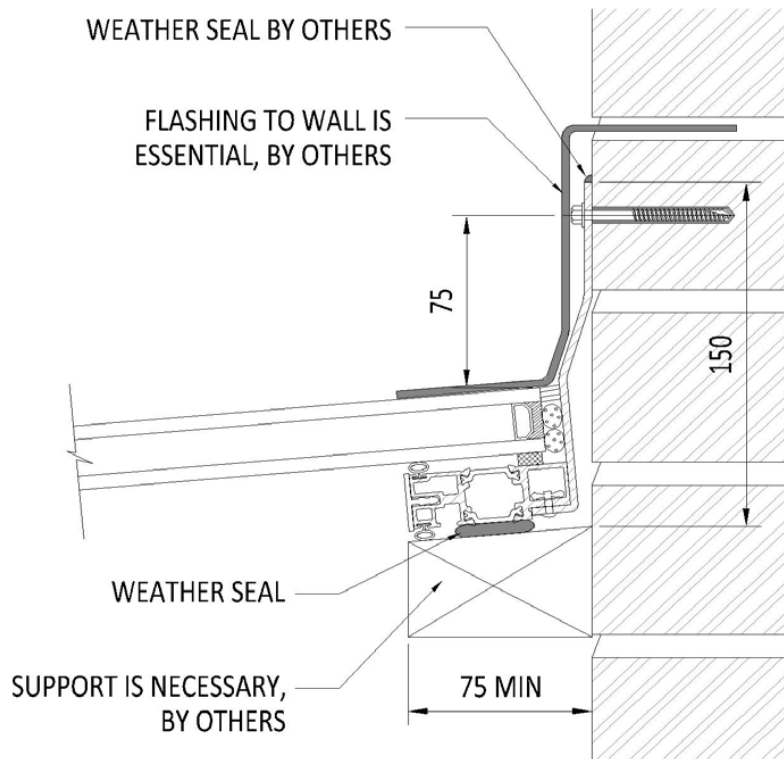 WEATHER SEAL BY OTHERS
FLASHING TO WALL IS
ESSENTIAL, BY OTHERS
75
150
WEATHER SEAL
SUPPORT IS NECESSARY,
BY OTHERS
75 MIN